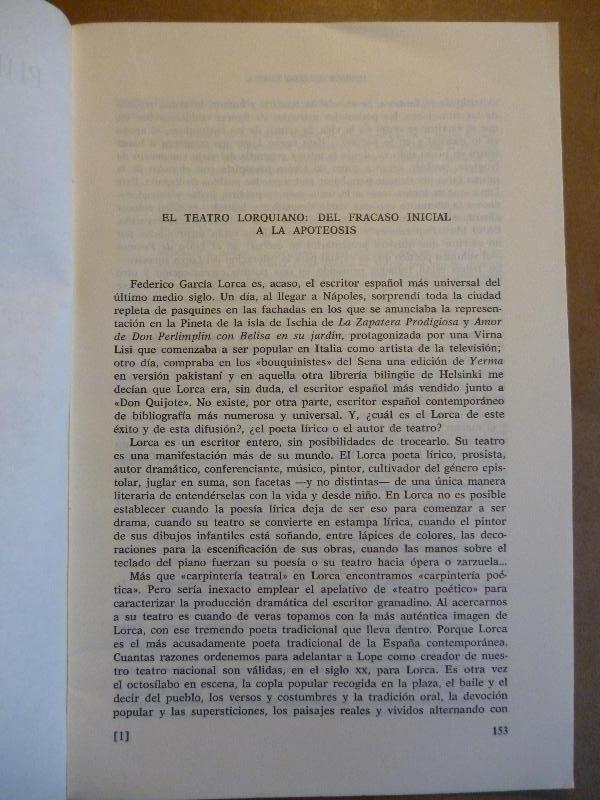 EL TEATRO LORQUIANO: DEL FRACASO INICIAL
A LA APOTEOSIS
Federico García Lorca es, acaso, el escritor español más universal del
último medio siglo. Un día, al llegar a Nápoles, sorprendí toda la ciudad
repleta de pasquines en las fachadas en los que se anunciaba la represen-
tación en la Pineta de la isla de Ischia de La Zapatera Prodigiosa y Amor
de Don Perlimplín con Belisa en su jardín, protagonizada por una Virna
Lisi que comenzaba a ser popular en Italia como artista de la televisión;
otro día, compraba en los «bouquinistes» del Sena una edición de Yerma
en versión pakistaní y en aquella otra librería bilingüe de Helsinki me
decían que Lorca era, sin duda, el escritor español más vendido junto a
«Don Quijote». No existe, por otra parte, escritor español contemporáneo
de bibliografía más numerosa y universal. Y, ¿cuál es el Lorca de este
éxito y de esta difusión?, ¿el poeta lírico o el autor de teatro?
Lorca es un escritor entero, sin posibilidades de trocearlo. Su teatro
es una manifestación más de su mundo. El Lorca poeta lírico, prosista,
autor dramático, conferenciante, músico, pintor, cultivador del género epis-
tolar, juglar en suma, son facetas —y no distintas— de una única manera
literaria de entendérselas con la vida y desde niño. En Lorca no es posible
establecer cuando la poesía lírica deja de ser eso para comenzar a ser
drama, cuando su teatro se convierte en estampa lírica, cuando el pintor
de sus dibujos infantiles está soñando, entre lápices de colores, las deco-
raciones para la escenificación de sus obras, cuando las manos sobre el
teclado del piano fuerzan su poesía o su teatro hacia ópera o zarzuela...
Más que «carpintería teatral» en Lorca encontramos «carpintería poé-
tica». Pero sería inexacto emplear el apelativo de «teatro poético» para
caracterizar la producción dramática del escritor granadino. Al acercarnos
a su teatro es cuando de veras topamos con la más auténtica imagen de
Lorca, con ese tremendo poeta tradicional que lleva dentro. Porque Lorca
es el más acusadamente poeta tradicional de la España contemporánea.
Cuantas razones ordenemos para adelantar a Lope como creador de nues-
tro teatro nacional son válidas, en el siglo XX, para Lorca. Es otra vez
el octosílabo en escena, la copla popular recogida en la plaza, el baile y el
decir del pueblo, los versos y costumbres y la tradición oral, la devoción
popular y las supersticiones, los paisajes reales y vividos alternando con
[1]
153